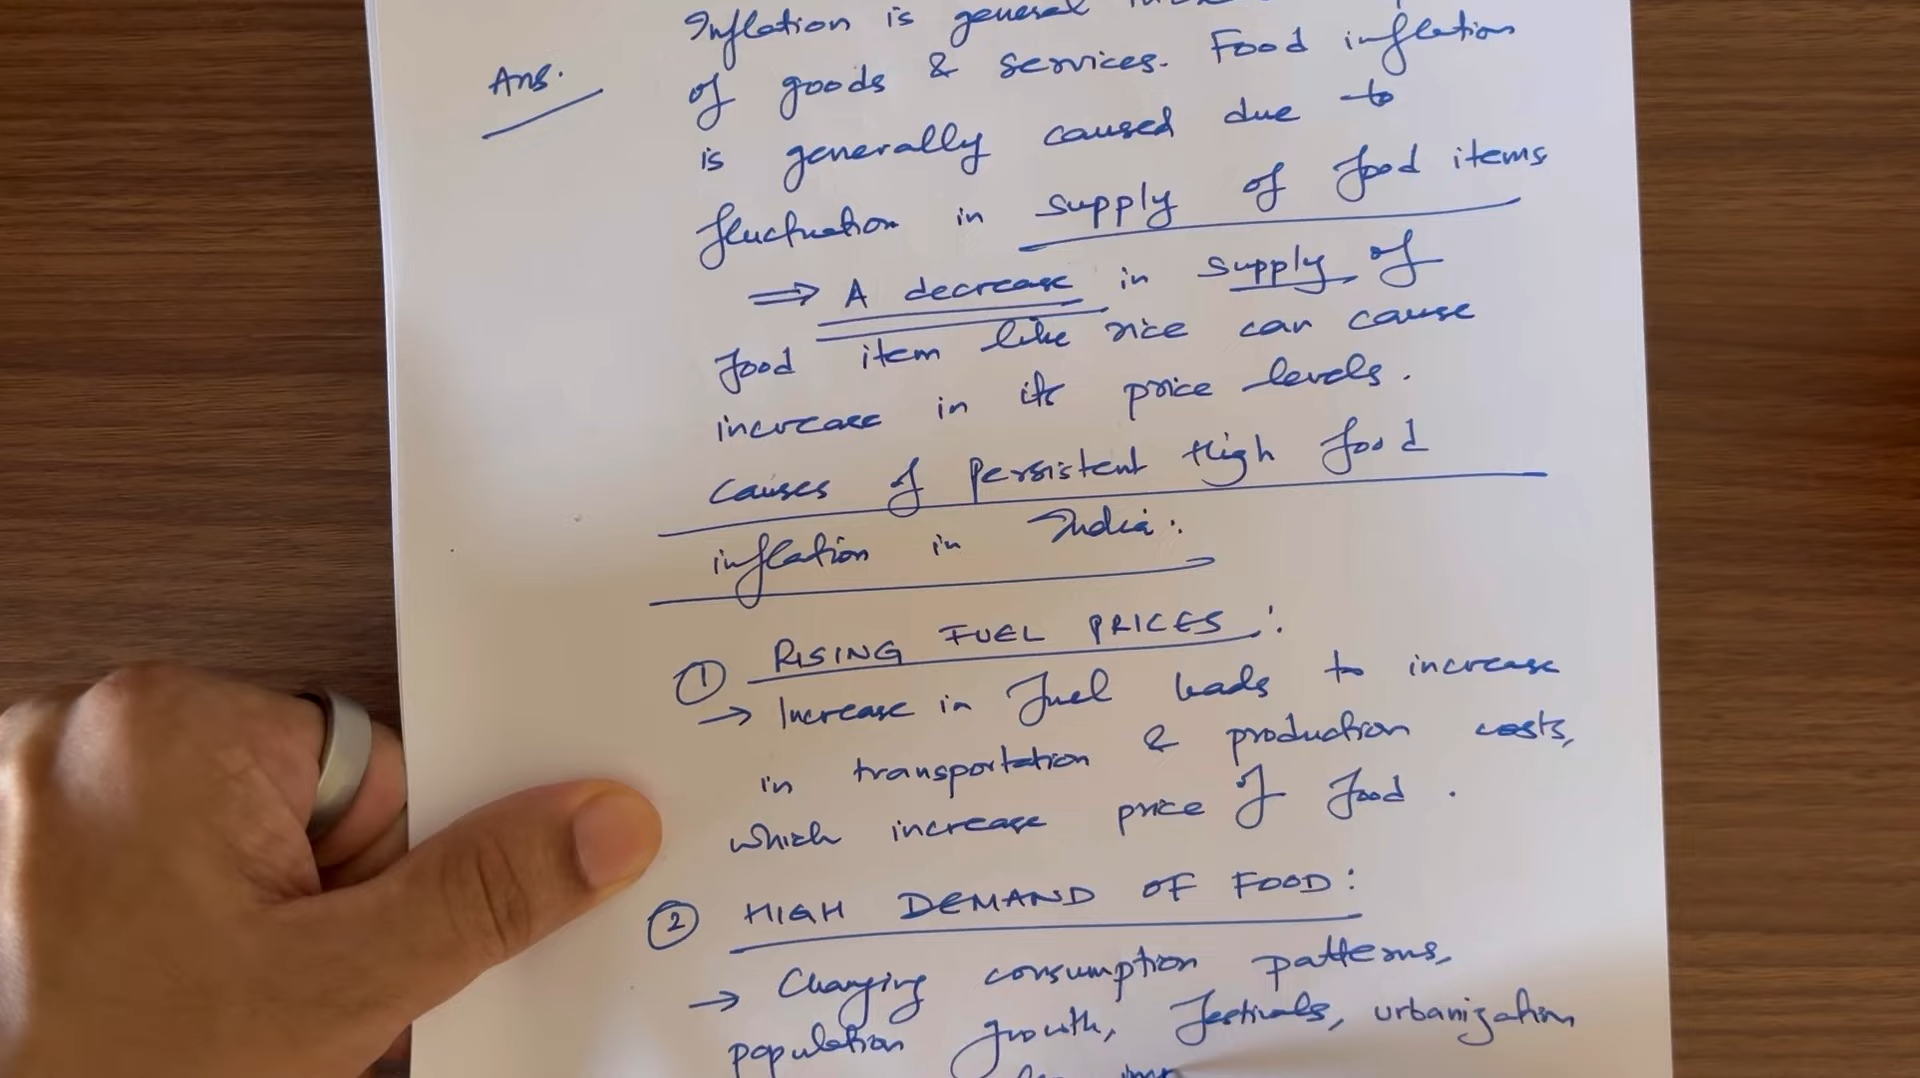 Inflation is general
Ans.
of goods & services. Food inflation
is generally caused due to
fluctuation in supply of food items
⇒ A decrease in supply of
food item like rice can cause
increase in its price levels.
Causes of Persistent High food
inflation in India:
① RISING FUEL PRICES:
→ Increase in Fuel leads to increase
in transportation & production costs,
which increase price of food.
② HIGH DEMAND OF FOOD:
→ Changing consumption patterns,
population growth, festivals, urbanization